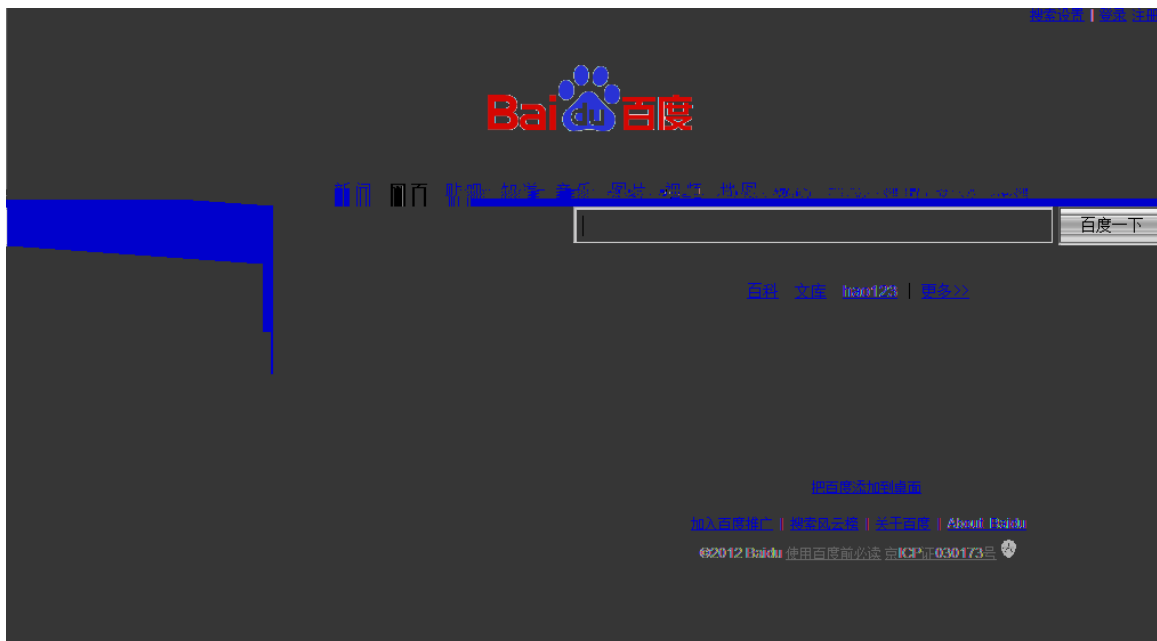 搜索设置 | 登录 注册
Baidu百度
新闻 网页 贴吧 知道 音乐 图片 视频 地图
百度一下
百科 文库 hao123 | 更多>>
把百度添加到桌面
加入百度推广 | 搜索风云榜 | 关于百度 | About Baidu
©2012 Baidu 使用百度前必读 京ICP证030173号